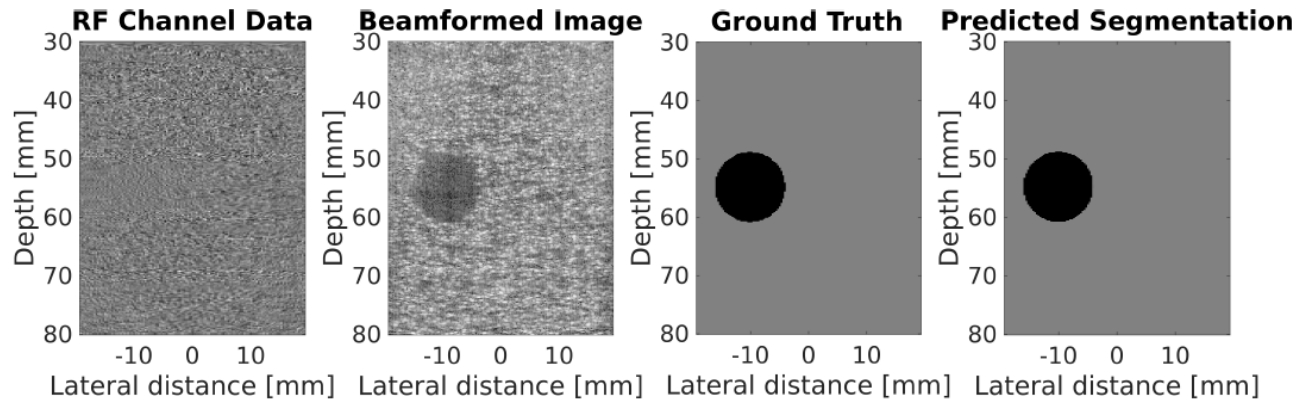 RF Channel Data
Beamformed Image
Ground Truth
Predicted Segmentation
30
40
50
60
70
80
Depth [mm]
-10 0 10
Lateral distance [mm]
30
40
50
60
70
80
Depth [mm]
-10 0 10
Lateral distance [mm]
30
40
50
60
70
80
Depth [mm]
-10 0 10
Lateral distance [mm]
30
40
50
60
70
80
Depth [mm]
-10 0 10
Lateral distance [mm]